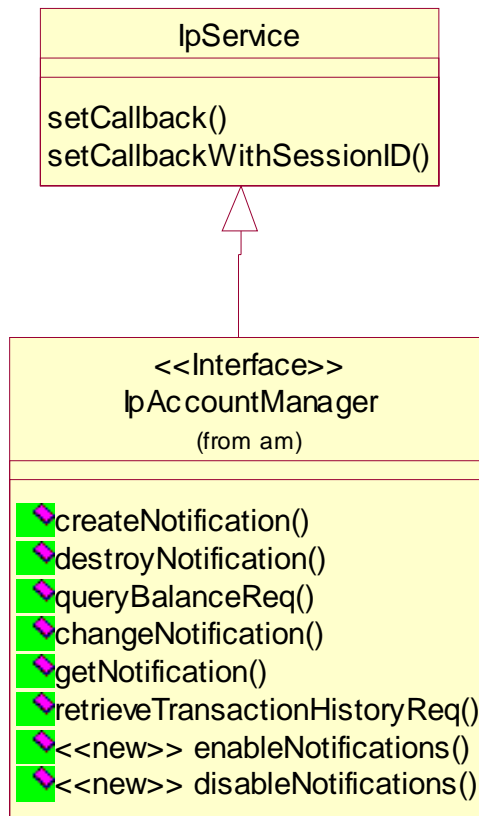 IpService
setCallback()
setCallbackWithSessionID()
<<Interface>>
IpAccountManager
(from am)
createNotification()
destroyNotification()
queryBalanceReq()
changeNotification()
getNotification()
retrieveTransactionHistoryReq()
<<new>> enableNotifications()
<<new>> disableNotifications()